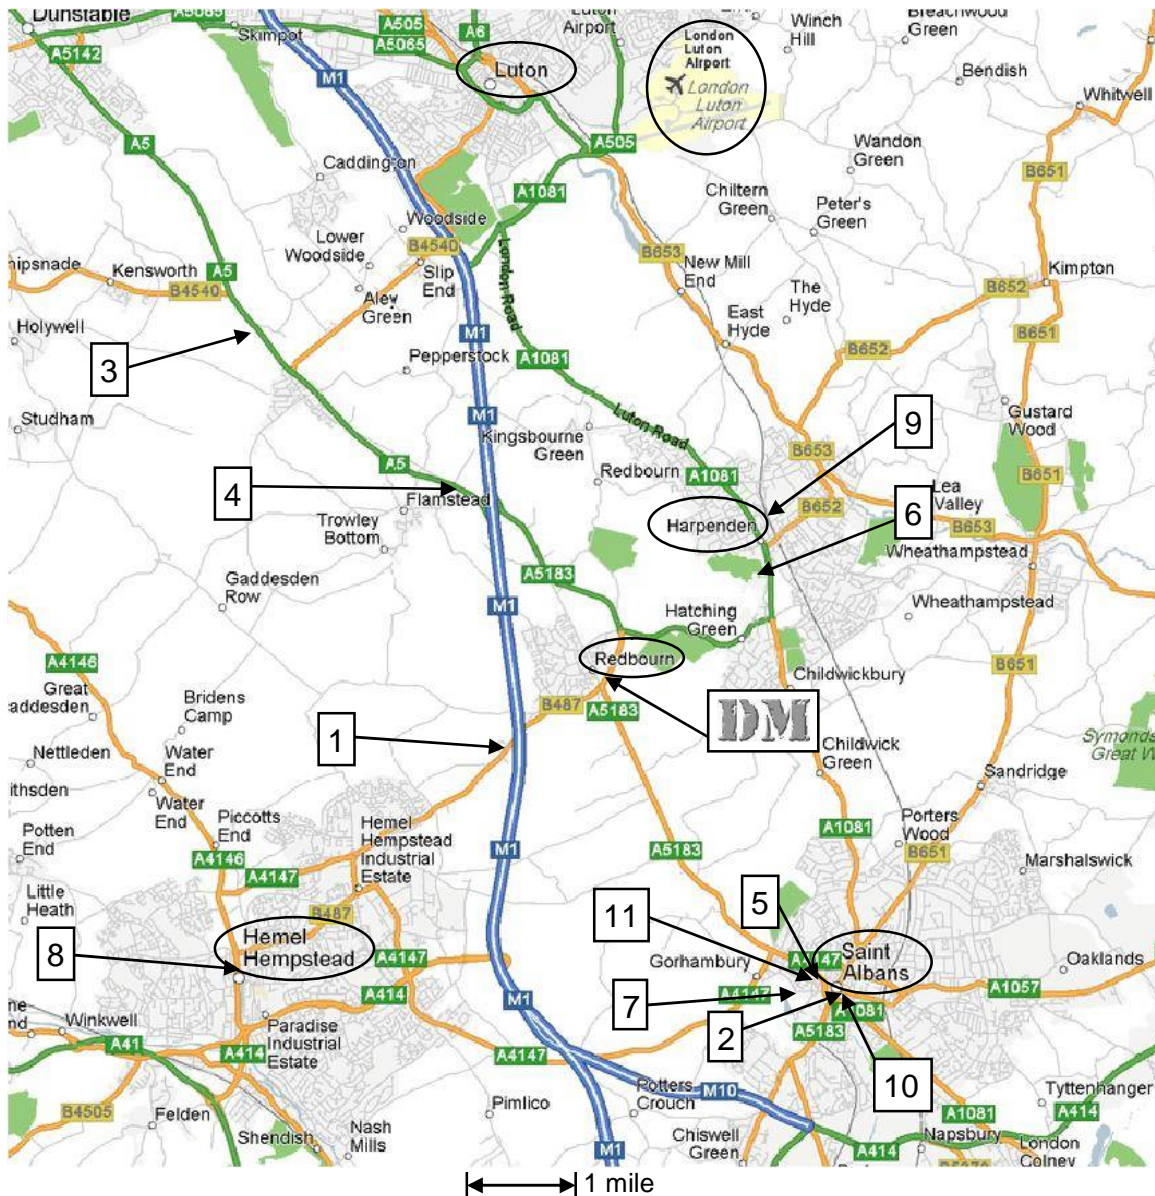 Dunstable
A5065
Skimpot
A505
A5065
A6
Luton
Airport
London
Luton
Airport
London
Luton
Airport
Winch
Hill
Breachwood
Green
Bendish
Whitwell
A5142
M1
Luton
A505
A5
Caddington
A1081
Wandon
Green
B651
Chiltern
Green
Peter's
Green
Woodside
Lower
Woodside
B4540
Slip
End
London Road
B653
New Mill
End
Kimpton
B652
The
Hyde
Kensworth
A5
B4540
Aley
Green
Holywell
3
M1
Pepperstock
A1081
East
Hyde
B652
B651
Studham
M1
Luton Road
Kingsbourne
Green
Gustard
Wood
9
A5
4
Flamstead
Redbourn
A1081
B653
B651
Trowley
Bottom
Harpenden
B652
6
Lea
Valley
B653
Wheathampstead
Gaddesden
Row
A5183
M1
Hatching
Green
Wheathampstead
A4146
Great
Redbourn
B651
Bridens
Camp
B487
A5183
DM
Childwickbury
Nettleden
Water
End
1
Childwick
Green
Water
End
Sandridge
Potten
End
Piccotts
End
Hemel
Hempstead
Industrial
Estate
A1081
Porters
Wood
A4146
A4147
M1
A5183
B651
Marshalswick
Little
Heath
B487
11
5
8
Hemel
Hempstead
A4147
Gorhambury
Saint
Albans
Oaklands
A414
A4147
7
A1057
M1
2
A1081
A5183
Winkwell
A41
Paradise
Industrial
Estate
A414
A4147
10
B4505
Felden
Pimlico
Potters
Crouch
M10
Tyttenhanger
A1081
A414
Shendish
Nash
Mills
M1
Chiswell
Green
A414
Napsbury
London
Colney
1 mile